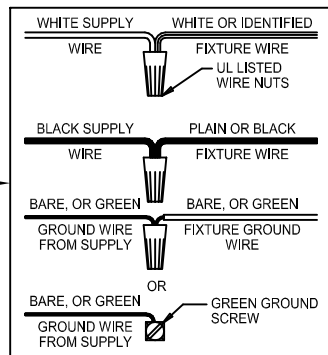 WHITE SUPPLY WIRE
WHITE OR IDENTIFIED FIXTURE WIRE
UL LISTED
WIRE NUTS
BLACK SUPPLY WIRE
PLAIN OR BLACK FIXTURE WIRE
BARE, OR GREEN
GROUND WIRE
FROM SUPPLY
BARE, OR GREEN
FIXTURE GROUND
WIRE
OR
BARE, OR GREEN
GROUND WIRE
FROM SUPPLY
GREEN GROUND
SCREW